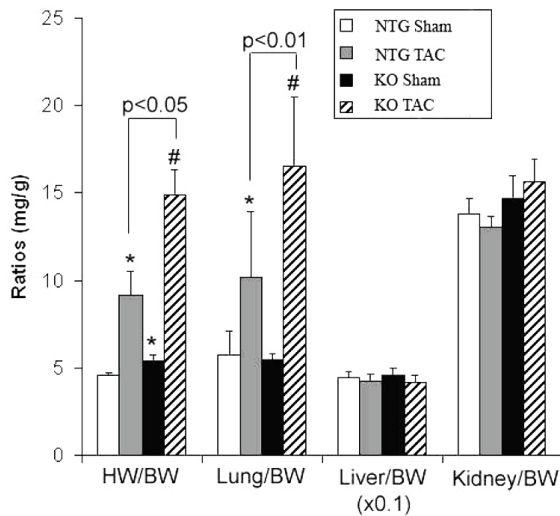 25
20
15
10
5
0
Ratios (mg/g)
p<0.05
p<0.01
*
*
#
*
#
NTG Sham
NTG TAC
KO Sham
KO TAC
HW/BW
Lung/BW
Liver/BW
(x0.1)
Kidney/BW